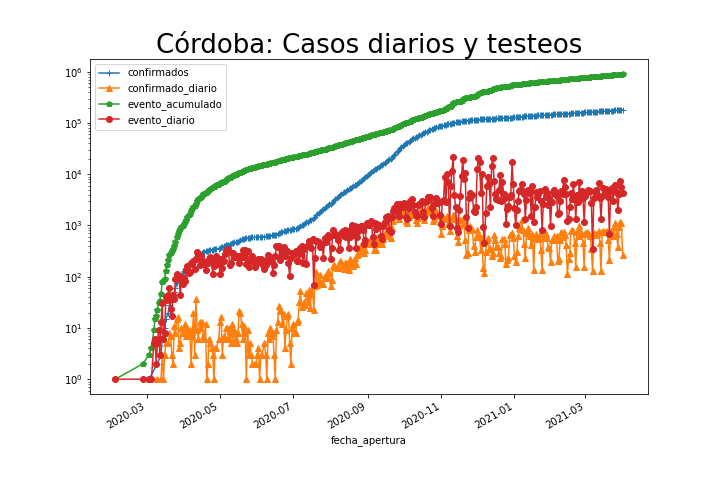 Córdoba: Casos diarios y testeos
confirmados
confirmado_diario
evento_acumulado
evento_diario
10⁶
10⁵
10⁴
10³
10²
10¹
10⁰
2020-03
2020-05
2020-07
2020-09
2020-11
2021-01
2021-03
fecha_apertura